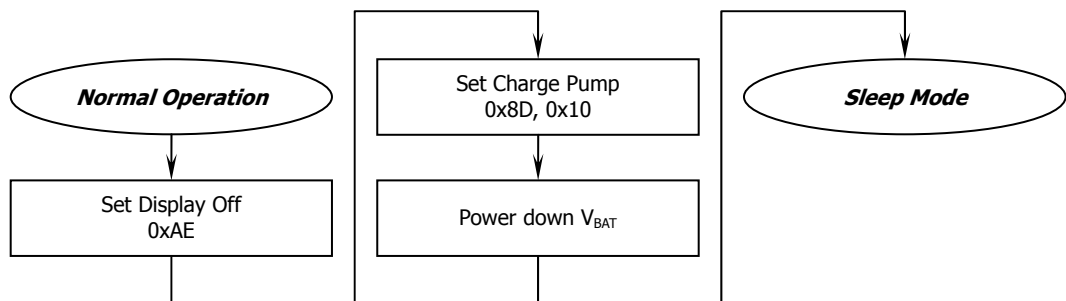 Normal Operation
Set Display Off
0xAE
Set Charge Pump
0x8D, 0x10
Power down VBAT
Sleep Mode